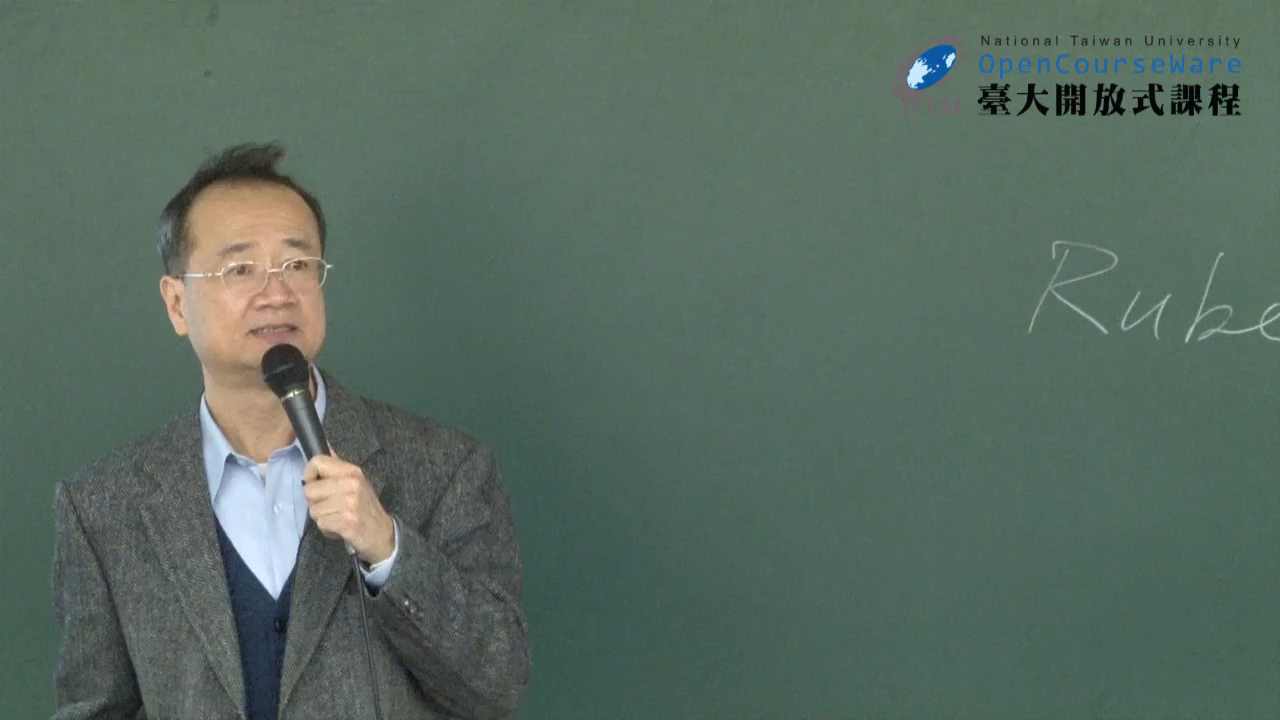 National Taiwan University
OpenCourseWare
臺大開放式課程
Rube